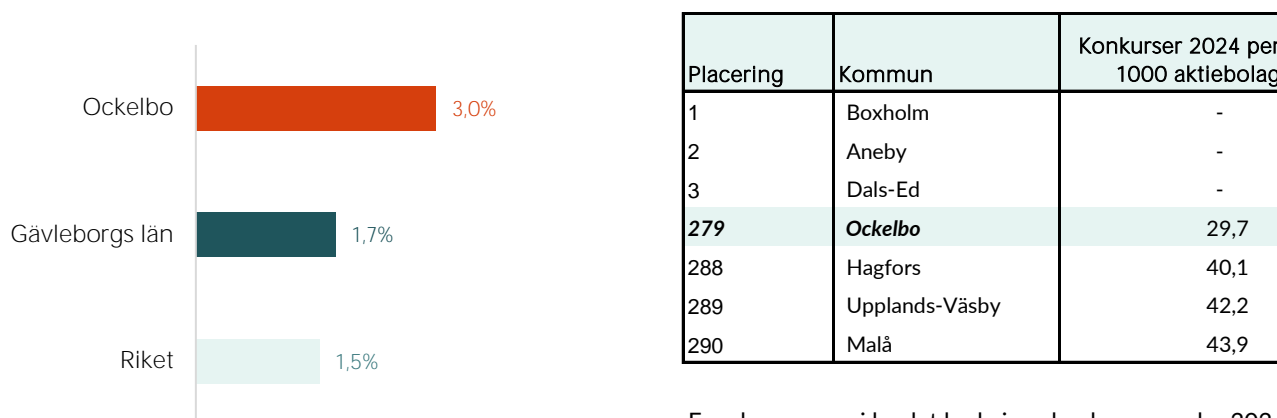 Ockelbo 3,0%
Gävleborgs län 1,7%
Riket 1,5%
Konkurser 2024 per
Placering Kommun 1000 aktiebolag
1 Boxholm -
2 Aneby -
3 Dals-Ed -
279 Ockelbo 29,7
288 Hagfors 40,1
289 Upplands-Väsby 42,2
290 Malå 43,9